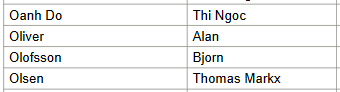 Oanh Do Thi Ngoc
Oliver Alan
Olofsson Bjorn
Olsen Thomas Markx